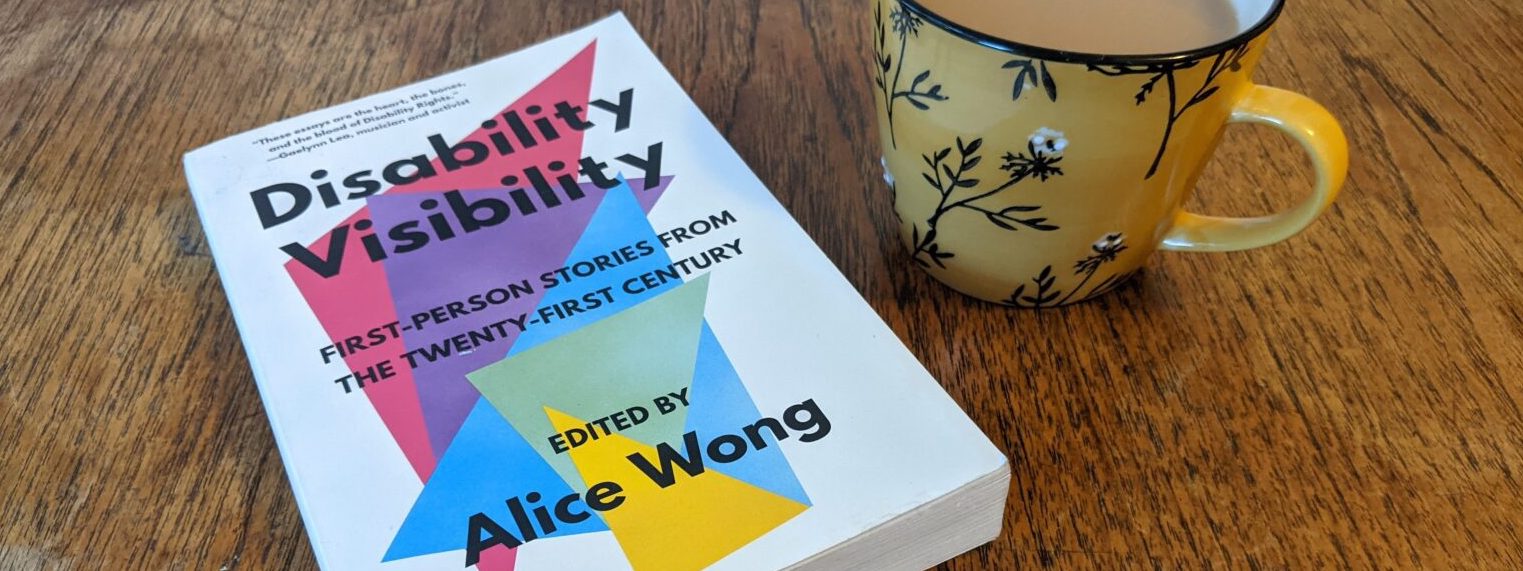 "These essays are the heart, the bones,
and the blood of Disability Rights."
—Gaelynn Lea, musician and activist
Disability
Visibility
FIRST-PERSON STORIES FROM
THE TWENTY-FIRST CENTURY
EDITED BY
Alice Wong